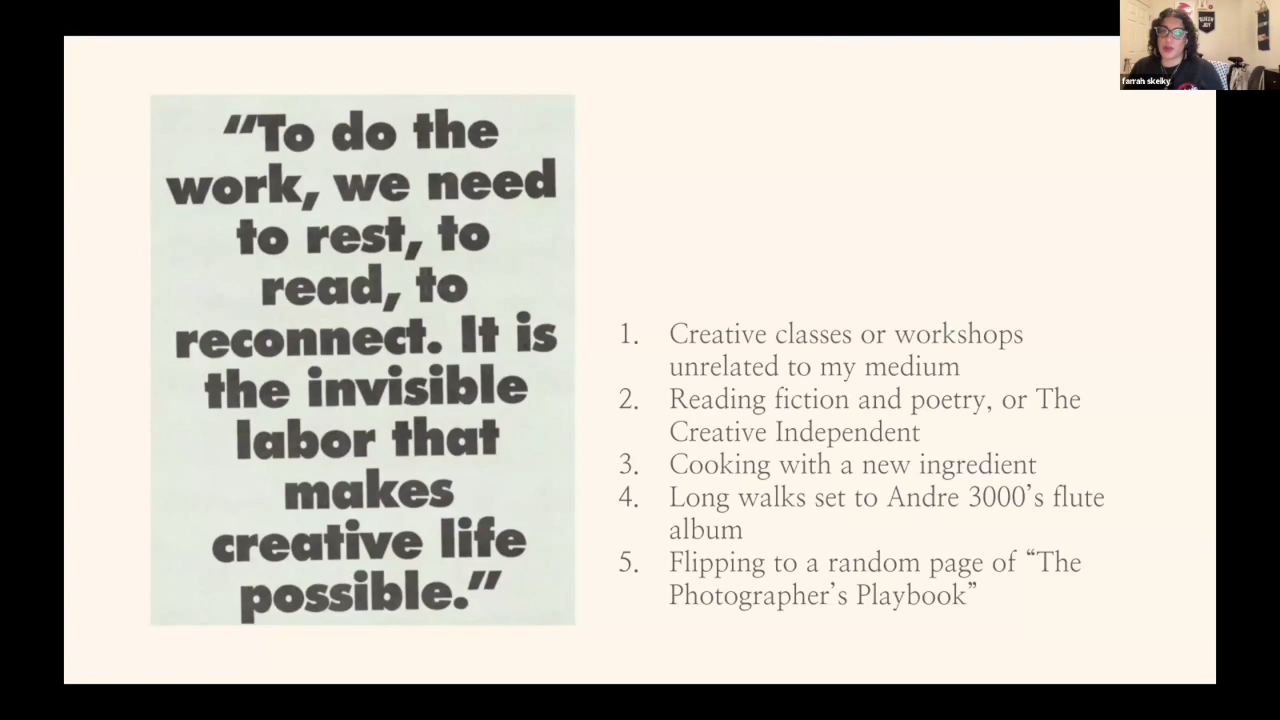 “To do the
work, we need
to rest, to
read, to
reconnect. It is
the invisible
labor that
makes
creative life
possible.”
1. Creative classes or workshops
unrelated to my medium
2. Reading fiction and poetry, or The
Creative Independent
3. Cooking with a new ingredient
4. Long walks set to Andre 3000’s flute
album
5. Flipping to a random page of “The
Photographer’s Playbook”
farrah skeiky